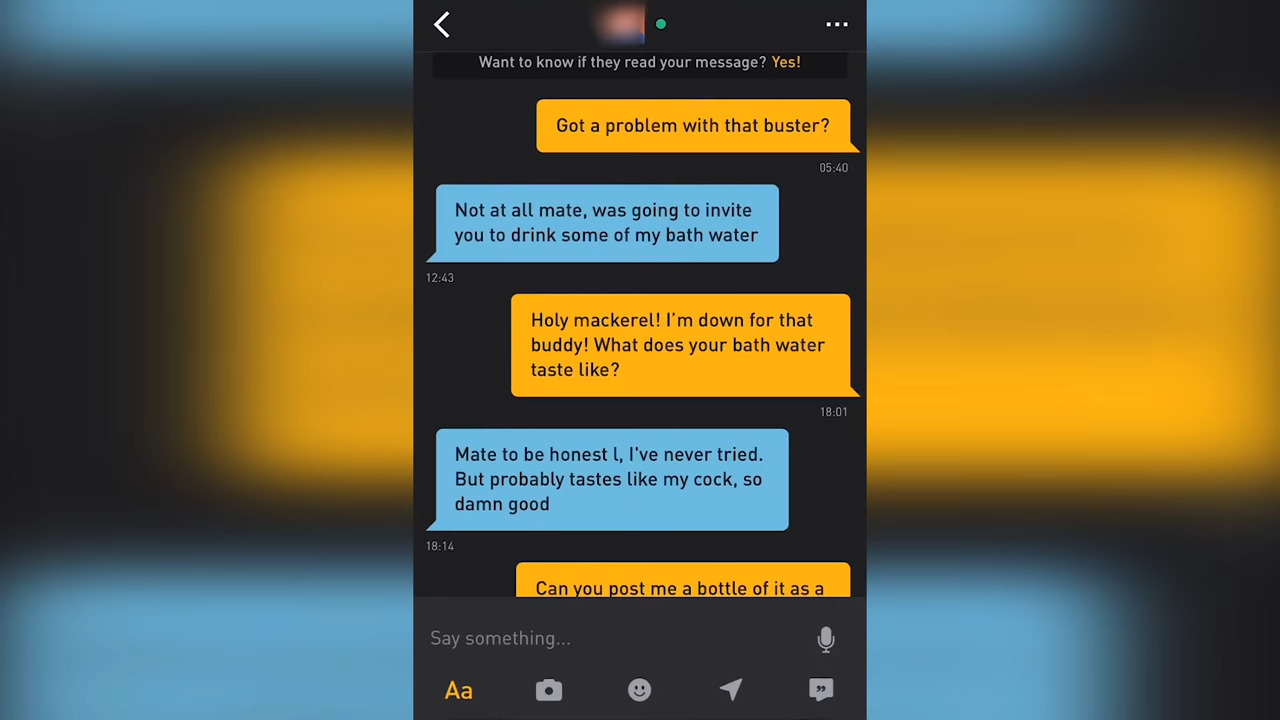 Want to know if they read your message? Yes!
Got a problem with that buster?
05:40
Not at all mate, was going to invite
you to drink some of my bath water
12:43
Holy mackerel! I'm down for that
buddy! What does your bath water
taste like?
18:01
Mate to be honest l, I've never tried.
But probably tastes like my cock, so
damn good
18:14
Can you post me a bottle of it as a
Say something...
Aa